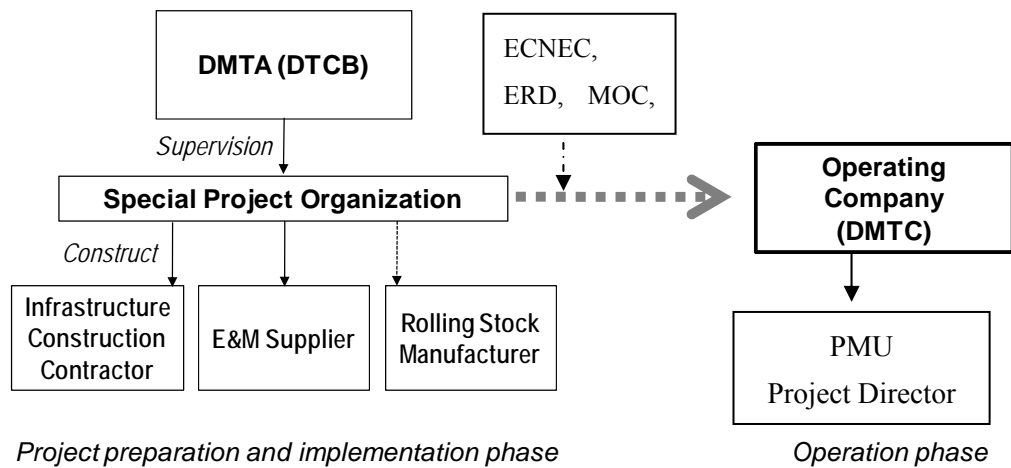 DMTA (DTCB)
ECNEC,
ERD, MOC,
Supervision
Special Project Organization
Operating
Company
(DMTC)
Construct
Infrastructure
Construction
Contractor
E&M Supplier
Rolling Stock
Manufacturer
PMU
Project Director
Project preparation and implementation phase
Operation phase